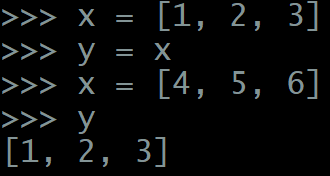 >>> x = [1, 2, 3]
>>> y = x
>>> x = [4, 5, 6]
>>> y
[1, 2, 3]